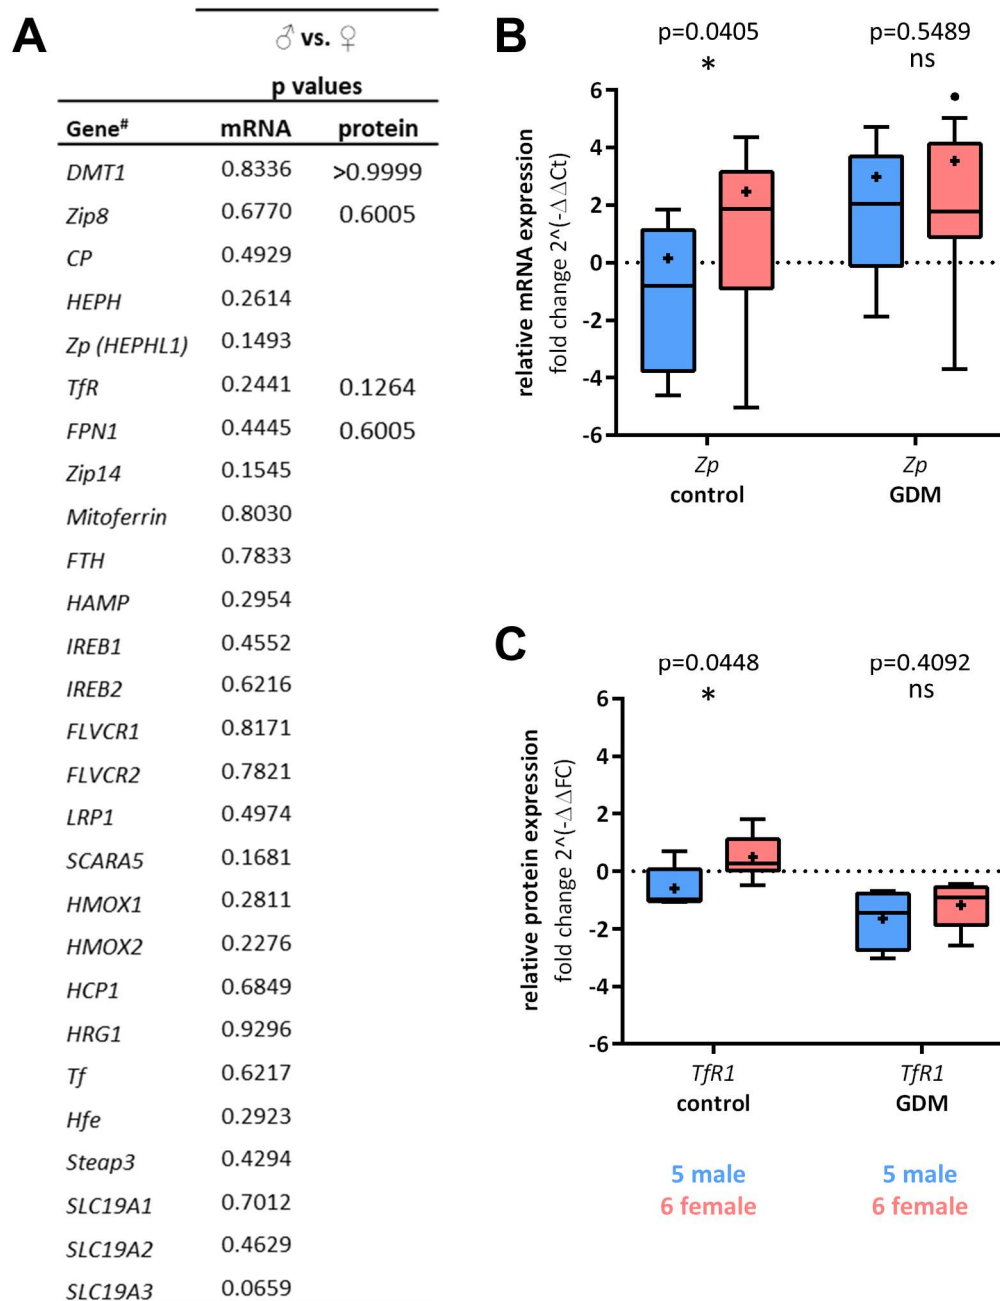 A
♂ vs. ♀
p values
Gene# mRNA protein
DMT1 0.8336 >0.9999
Zip8 0.6770 0.6005
CP 0.4929
HEPH 0.2614
Zp (HEPHL1) 0.1493
TfR 0.2441 0.1264
FPN1 0.4445 0.6005
Zip14 0.1545
Mitoferrin 0.8030
FTH 0.7833
HAMP 0.2954
IREB1 0.4552
IREB2 0.6216
FLVCR1 0.8171
FLVCR2 0.7821
LRP1 0.4974
SCARA5 0.1681
HMOX1 0.2811
HMOX2 0.2276
HCP1 0.6849
HRG1 0.9296
Tf 0.6217
Hfe 0.2923
Steap3 0.4294
SLC19A1 0.7012
SLC19A2 0.4629
SLC19A3 0.0659
B
p=0.0405 p=0.5489
* ns
relative mRNA expression
fold change 2^(-ΔΔCt)
6
4
2
0
-2
-4
-6
Zp Zp
control GDM
C
p=0.0448 p=0.4092
* ns
relative protein expression
fold change 2^(-ΔΔFC)
6
4
2
0
-2
-4
-6
TfR1 TfR1
control GDM
5 male 5 male
6 female 6 female